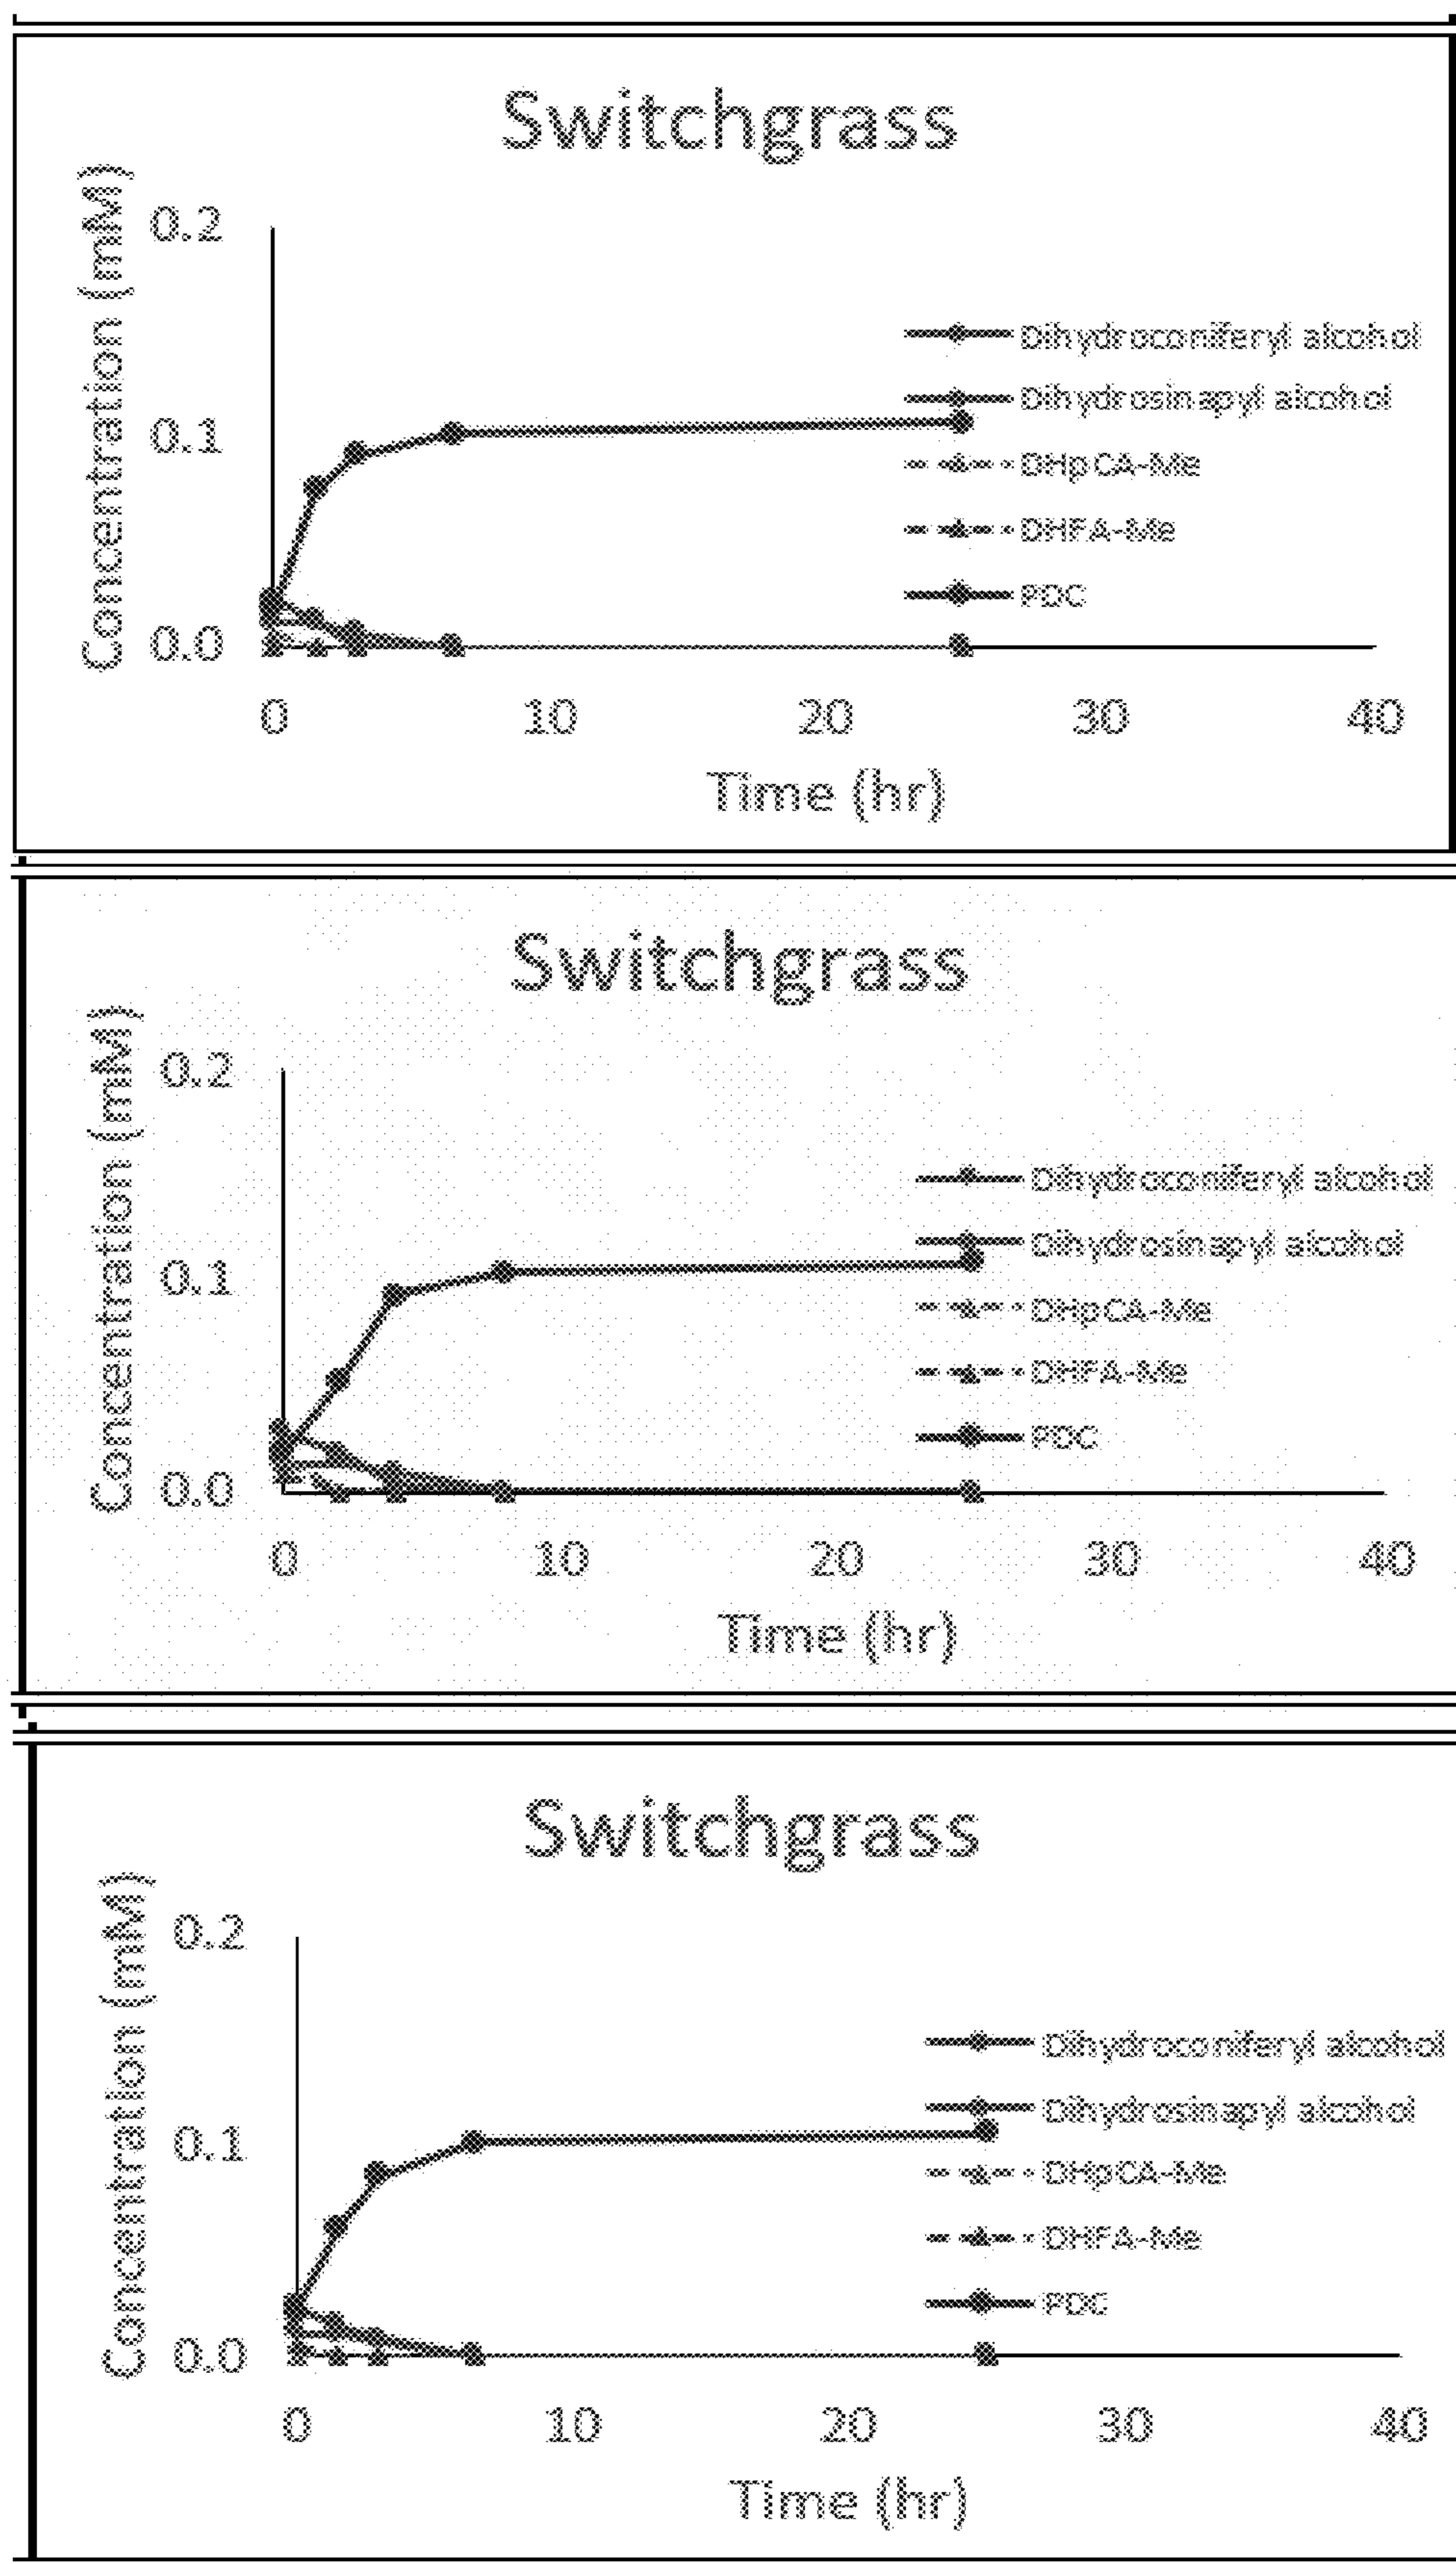 Switchgrass
Concentration (mM)
0.2
0.1
0.0
Dihydroconiferyl alcohol
Dihydrosinapyl alcohol
DHpCA-Me
DHFA-Me
PDC
0 10 20 30 40
Time (hr)
Switchgrass
Concentration (mM)
0.2
0.1
0.0
Dihydroconiferyl alcohol
Dihydrosinapyl alcohol
DHpCA-Me
DHFA-Me
PDC
0 10 20 30 40
Time (hr)
Switchgrass
Concentration (mM)
0.2
0.1
0.0
Dihydroconiferyl alcohol
Dihydrosinapyl alcohol
DHpCA-Me
DHFA-Me
PDC
0 10 20 30 40
Time (hr)